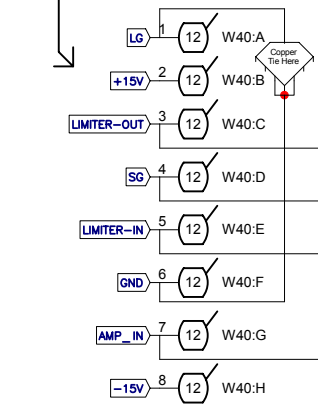 LG 1 12 W40:A
Copper
Tie Here
+15V 2 12 W40:B
LIMITER-OUT 3 12 W40:C
SG 4 12 W40:D
LIMITER-IN 5 12 W40:E
GND 6 12 W40:F
AMP_IN 7 12 W40:G
-15V 8 12 W40:H